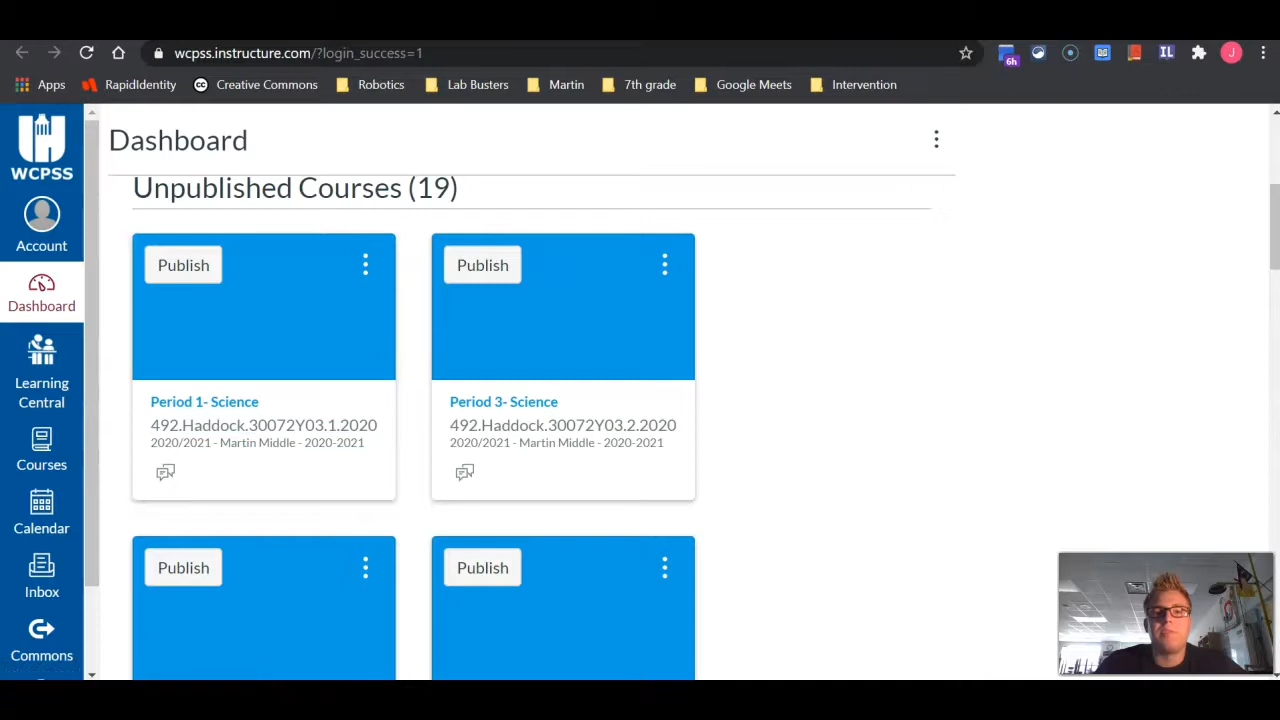 wcpss.instructure.com/?login_success=1
6h
IL
J
Apps RapidIdentity cc Creative Commons Robotics Lab Busters Martin 7th grade Google Meets Intervention
WCPSS
Account
Dashboard
Learning
Central
Courses
Calendar
Inbox
Commons
Dashboard
Unpublished Courses (19)
Publish
Period 1- Science
492.Haddock.30072Y03.1.2020
2020/2021 - Martin Middle - 2020-2021
Publish
Period 3- Science
492.Haddock.30072Y03.2.2020
2020/2021 - Martin Middle - 2020-2021
Publish
Publish